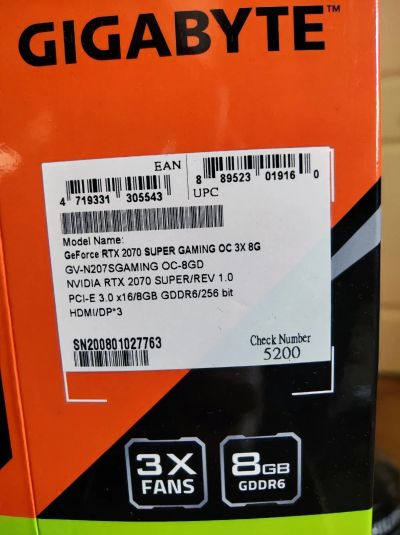 GIGABYTE™
EAN
4 719331 305543
8 89523 01916 0
UPC
Model Name:
GeForce RTX 2070 SUPER GAMING OC 3X 8G
GV-N207SGAMING OC-8GD
NVIDIA RTX 2070 SUPER/REV 1.0
PCI-E 3.0 x16/8GB GDDR6/256 bit
HDMI/DP*3
SN200801027763
Check Number
5200
3X
FANS
8GB
GDDR6